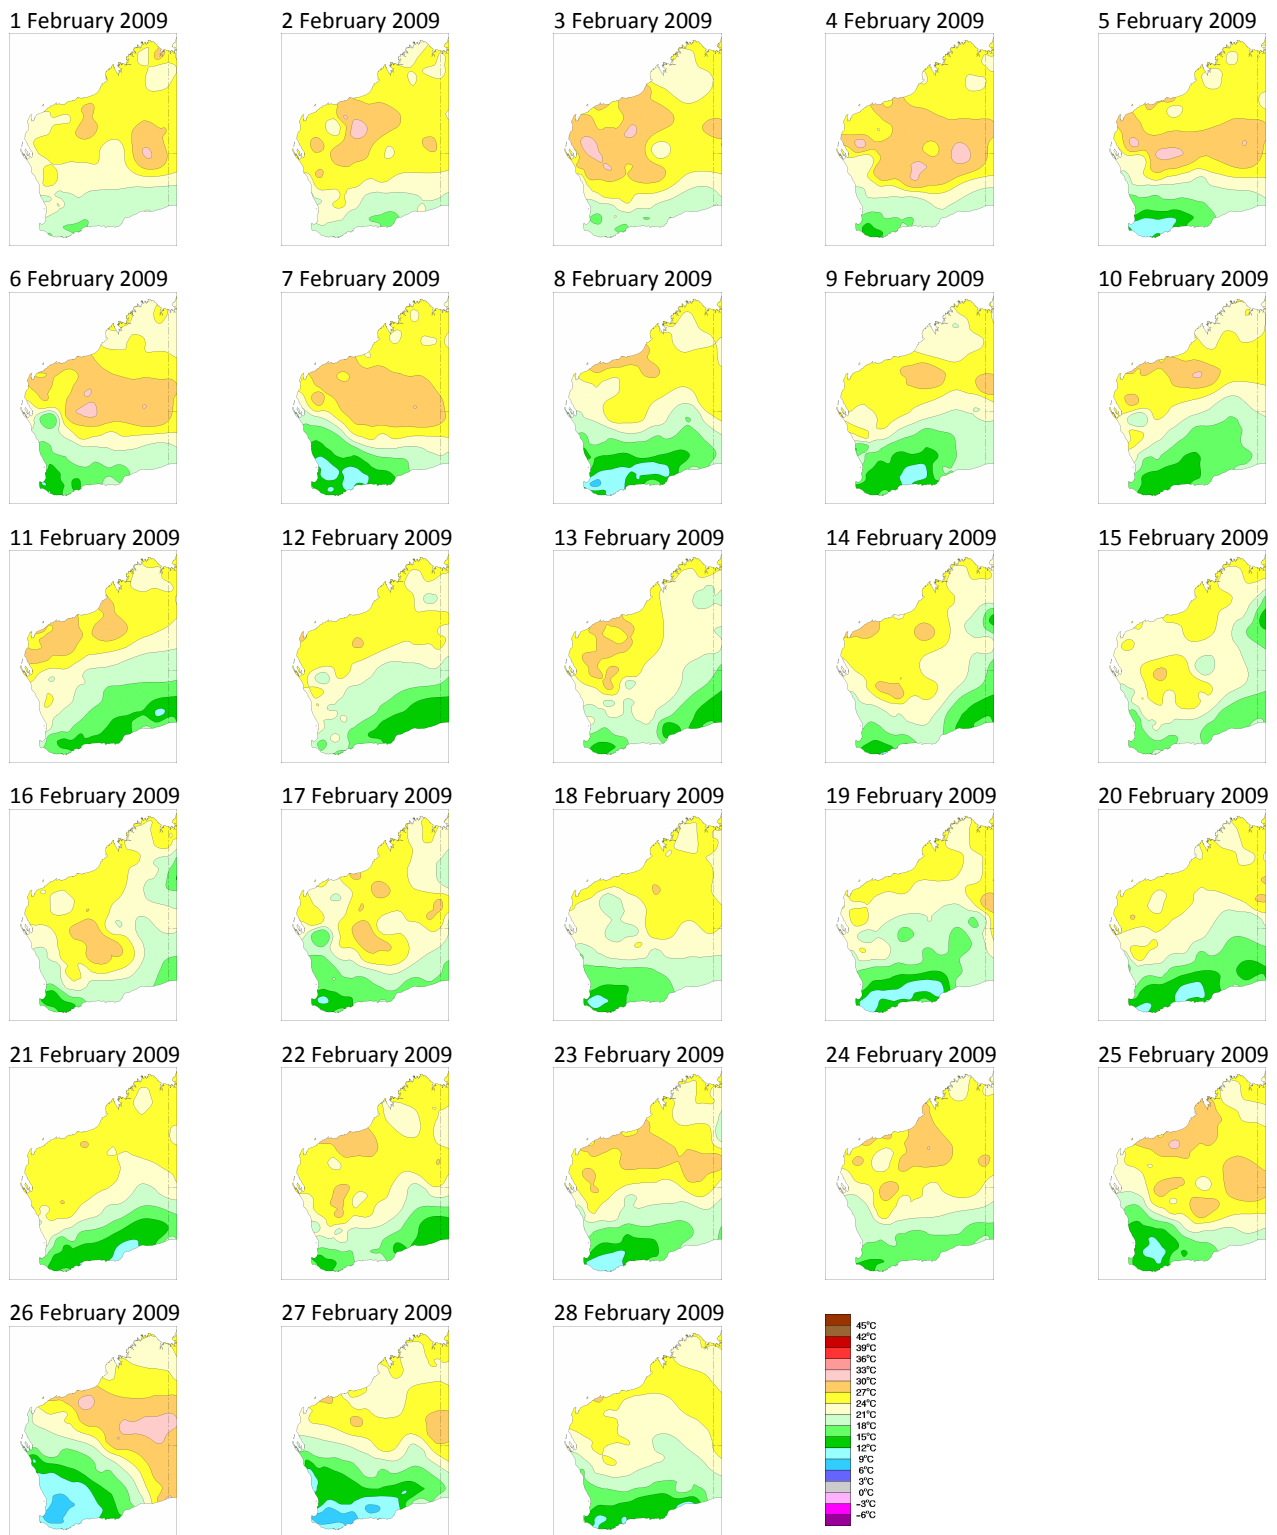 1 February 2009
2 February 2009
3 February 2009
4 February 2009
5 February 2009
6 February 2009
7 February 2009
8 February 2009
9 February 2009
10 February 2009
11 February 2009
12 February 2009
13 February 2009
14 February 2009
15 February 2009
16 February 2009
17 February 2009
18 February 2009
19 February 2009
20 February 2009
21 February 2009
22 February 2009
23 February 2009
24 February 2009
25 February 2009
26 February 2009
27 February 2009
28 February 2009
45°C
42°C
39°C
36°C
33°C
30°C
27°C
24°C
21°C
18°C
15°C
12°C
9°C
6°C
3°C
0°C
-3°C
-6°C